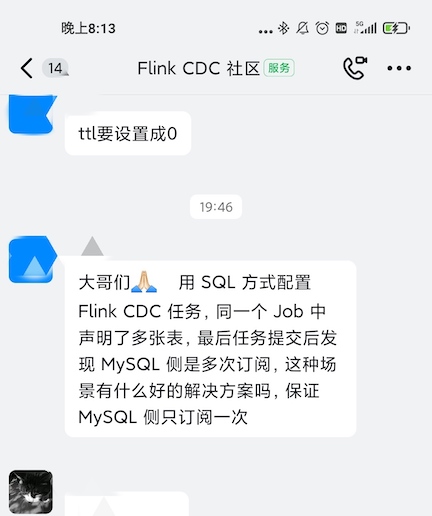 晚上8:13
HD 5G
14
Flink CDC 社区 服务
ttl要设置成0
19:46
大哥们🙏🏻 用 SQL 方式配置
Flink CDC 任务，同一个 Job 中
声明了多张表，最后任务提交后发
现 MySQL 侧是多次订阅，这种场
景有什么好的解决方案吗，保证
MySQL 侧只订阅一次